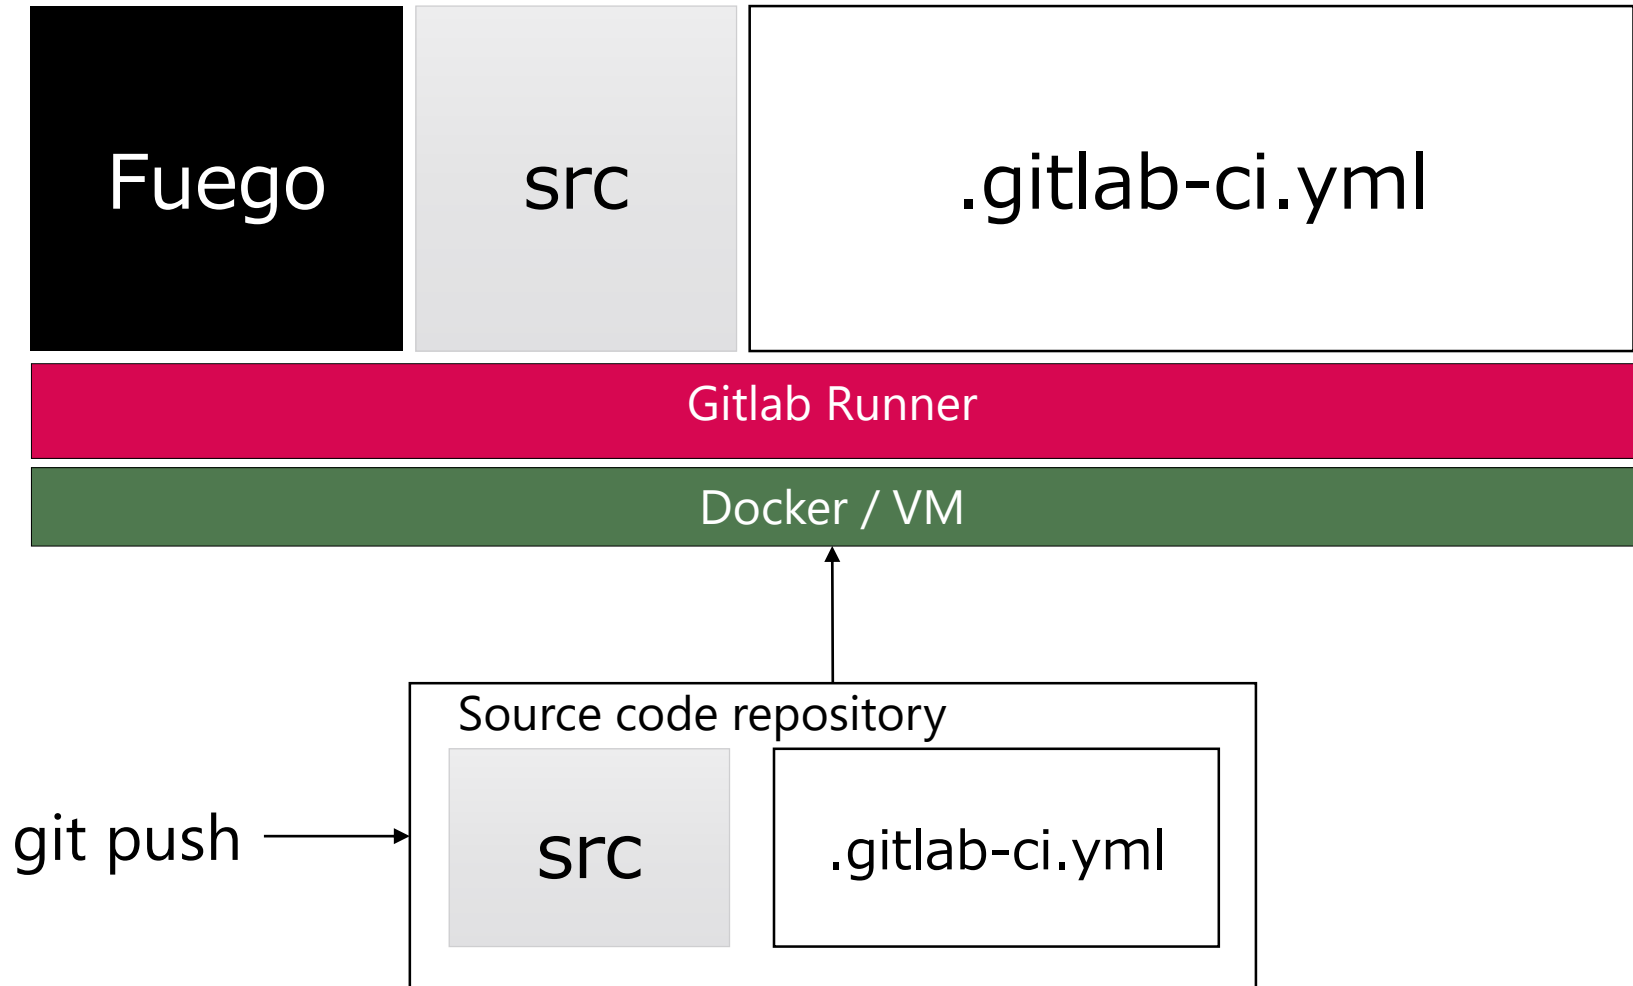 Fuego
src
.gitlab-ci.yml
Gitlab Runner
Docker / VM
Source code repository
git push
src
.gitlab-ci.yml